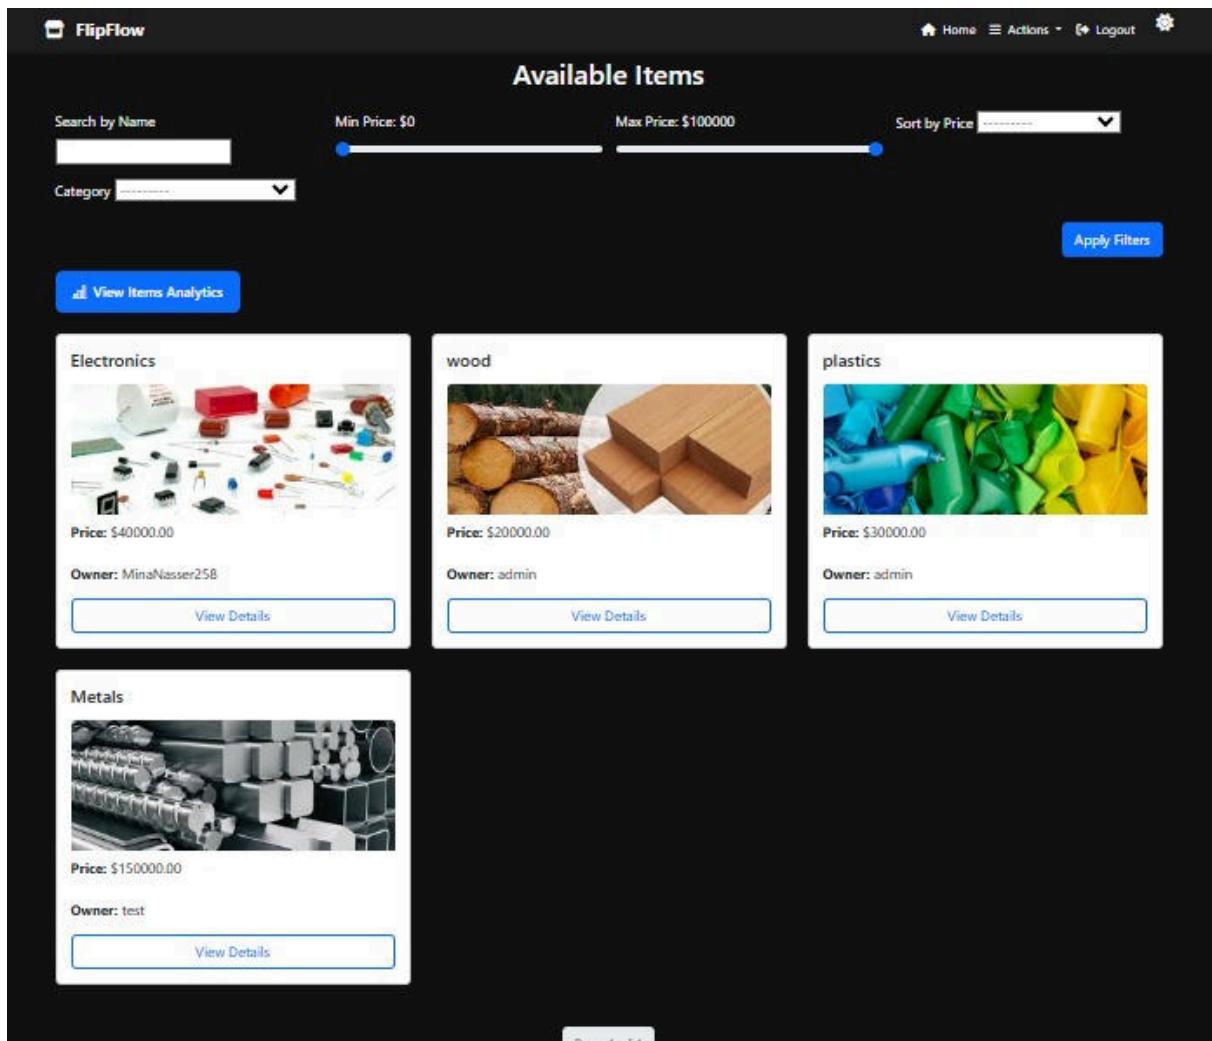 FlipFlow
Home Actions Logout
Available Items
Search by Name
Min Price: $0
Max Price: $100000
Sort by Price ---------
Category ---------
Apply Filters
View Items Analytics
Electronics
Price: $40000.00
Owner: MinaNasser258
View Details
wood
Price: $20000.00
Owner: admin
View Details
plastics
Price: $30000.00
Owner: admin
View Details
Metals
Price: $150000.00
Owner: test
View Details